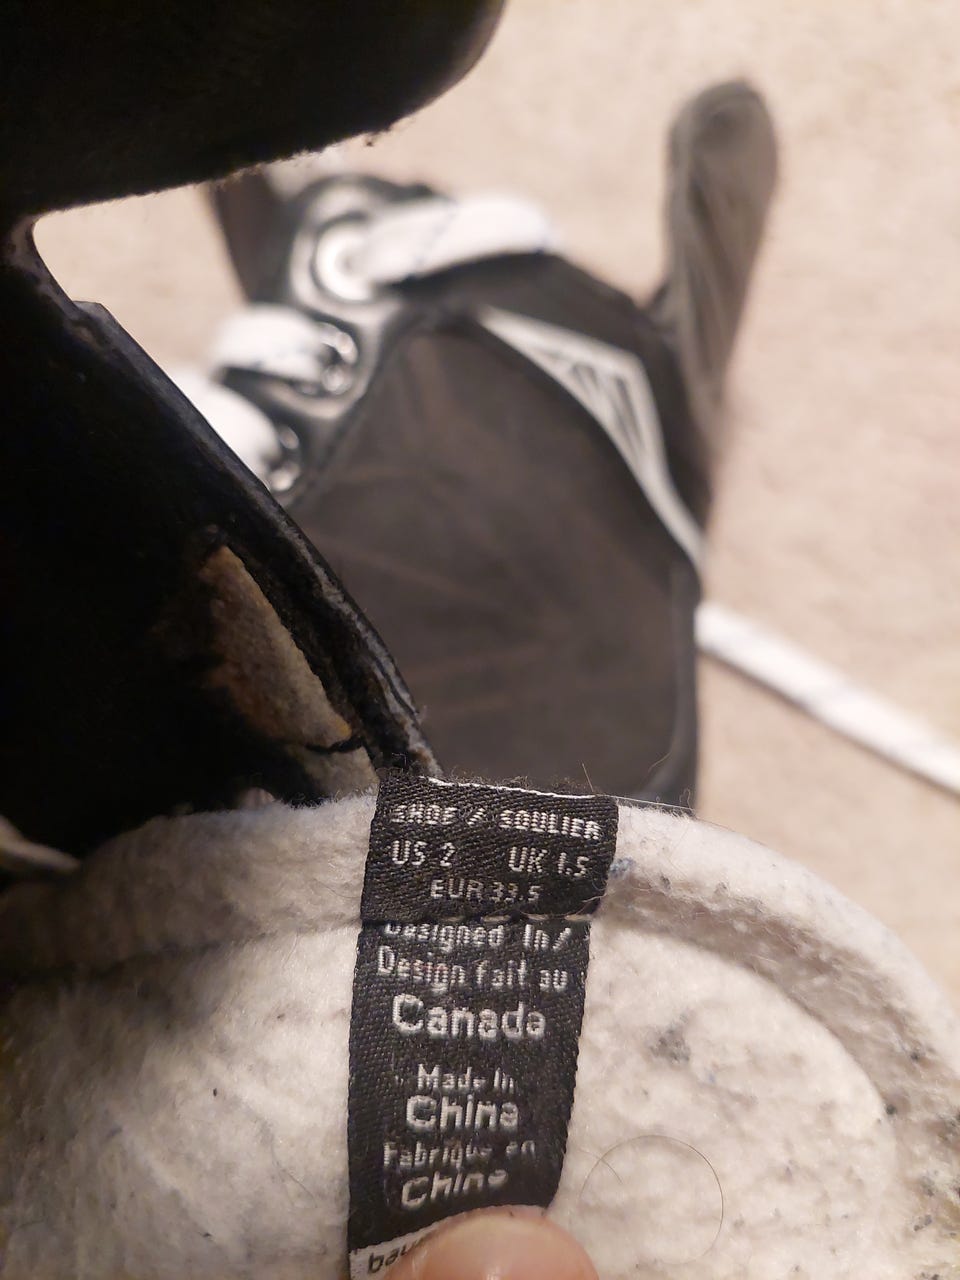 SHOE / SOULIER
US 2 UK 1.5
EUR 33.5
Designed In/
Design fait au
Canada
Made In
China
Fabriqué en
China